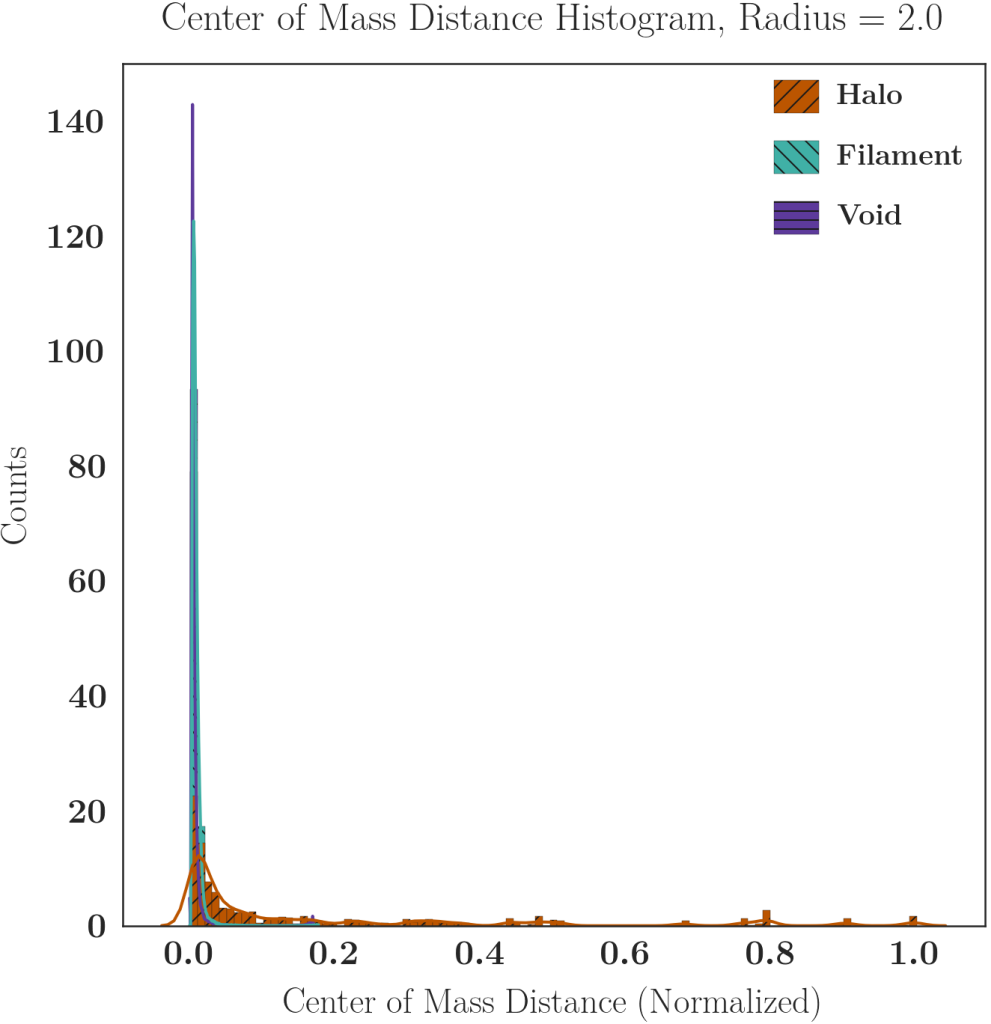 Center of Mass Distance Histogram, Radius = 2.0
Halo
Filament
Void
140
120
100
80
60
40
20
0
Counts
0.0 0.2 0.4 0.6 0.8 1.0
Center of Mass Distance (Normalized)